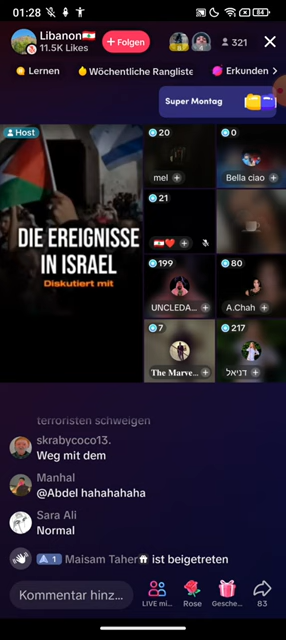 01:28
84
Libanon🇱🇧
11.5K Likes
+ Folgen
321
Lernen
Wöchentliche Rangliste
Erkunden
Super Montag
Host
DIE EREIGNISSE
IN ISRAEL
Diskutiert mit
20
mel
0
Bella ciao
21
🇱🇧❤️
199
UNCLEDA...
80
A.Chah
7
The Marve...
217
דניאל
terroristen schweigen
skrabycoco13.
Weg mit dem
Manhal
@Abdel hahahahaha
Sara Ali
Normal
1 Maisam Taher🏠 ist beigetreten
Kommentar hinz...
LIVE mi...
Rose
Gesche...
83